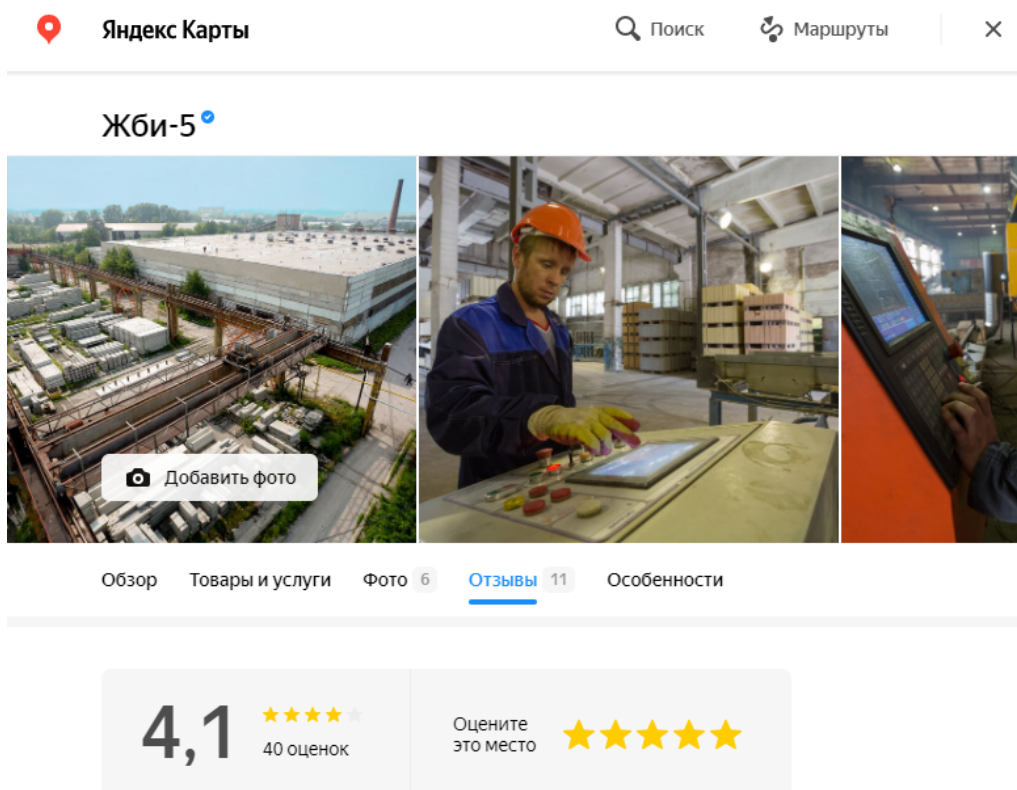 Яндекс Карты
Поиск
Маршруты
Жби-5
Добавить фото
Обзор
Товары и услуги
Фото 6
Отзывы 11
Особенности
4,1
40 оценок
Оцените
это место